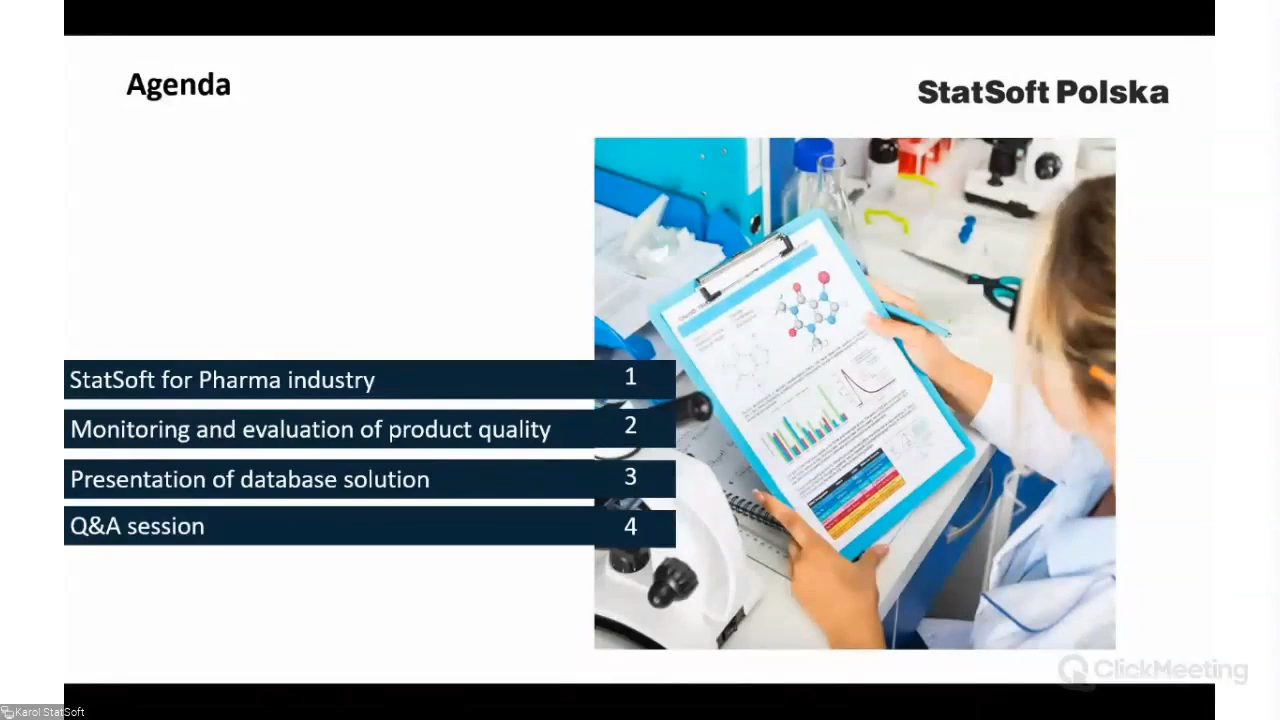 Agenda
StatSoft Polska
StatSoft for Pharma industry 1
Monitoring and evaluation of product quality 2
Presentation of database solution 3
Q&A session 4
ClickMeeting
Karol StatSoft